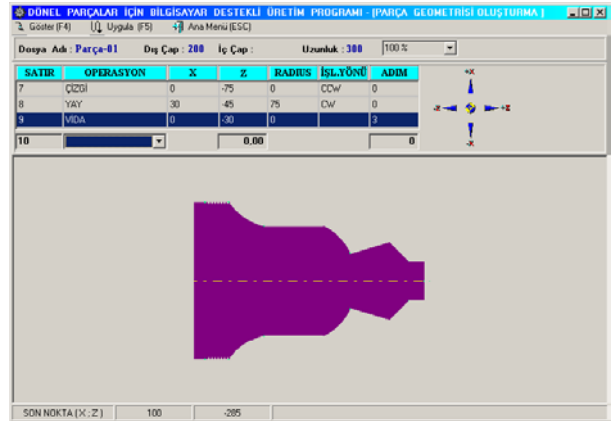 DÖNEL PARÇALAR İÇİN BİLGİSAYAR DESTEKLİ ÜRETİM PROGRAMI - [PARÇA GEOMETRİSİ OLUŞTURMA ]
Göster (F4) Uygula (F5) Ana Menü (ESC)
Dosya Adı : Parça-01 Dış Çap : 200 İç Çap : Uzunluk : 300 100 %
SATIR OPERASYON X Z RADIUS İŞL.YÖNÜ ADIM
7 ÇİZGİ 0 -75 0 CCW 0
8 YAY 30 -45 75 CW 0
9 VİDA 0 -30 0 3
10 0.00 0
+X
-Z +Z
-X
SON NOKTA ( X ; Z ) 100 -285